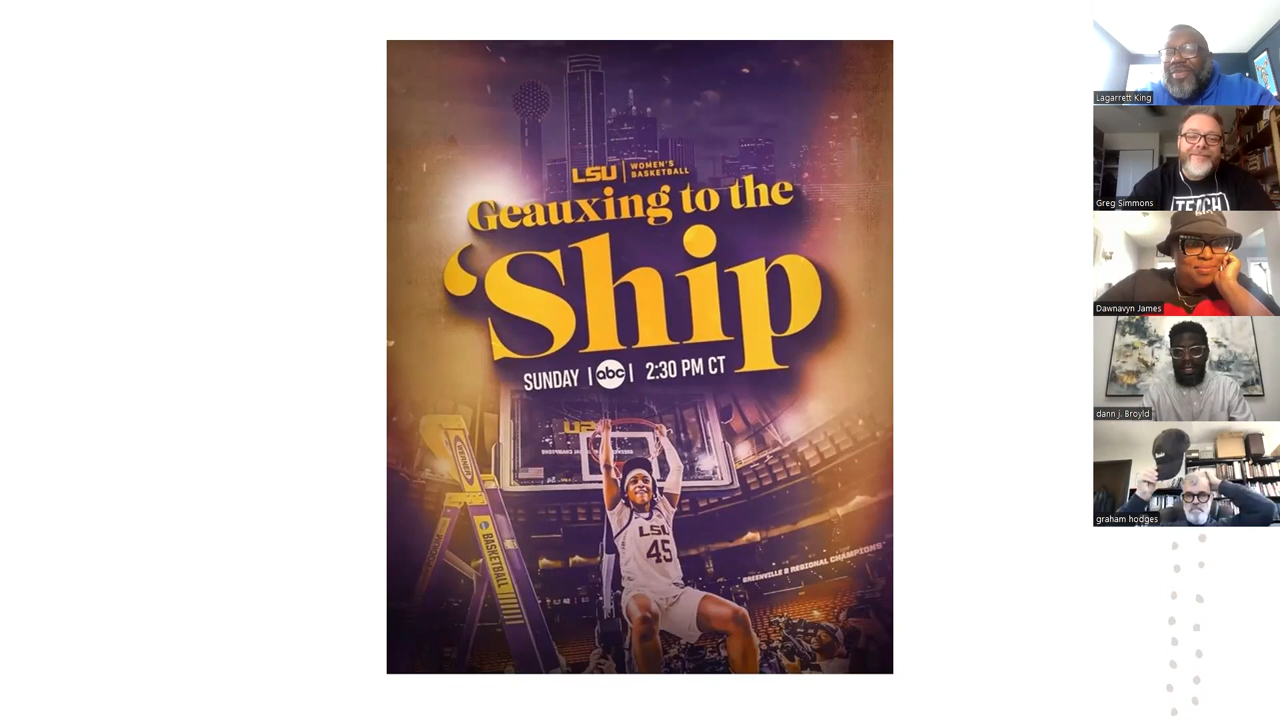 LSU | WOMEN'S BASKETBALL
Geauxing to the
‘Ship
SUNDAY | abc | 2:30 PM CT
WERNER
BASKETBALL
LSU
45
GREENVILLE 2 REGIONAL CHAMPIONS
Lagarrett King
TEACH
Greg Simmons
Dawnavyn James
dann j. Broyld
graham hodges